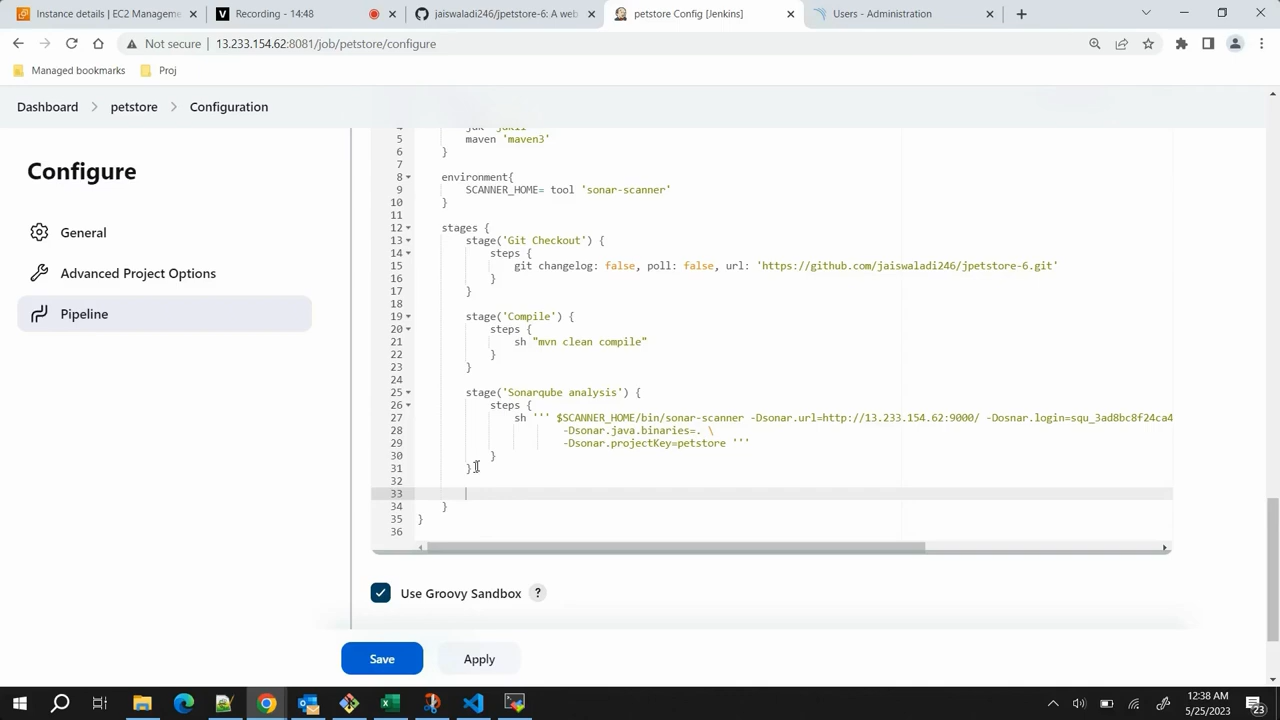 Instance details | EC2 Manageme
Recording - 14:48
jaiswaladi246/jpetstore-6: A web
petstore Config [Jenkins]
Users - Administration
Not secure
13.233.154.62:8081/job/petstore/configure
Managed bookmarks
Proj
Dashboard
petstore
Configuration
Configure
General
Advanced Project Options
Pipeline
4 jdk 'jdk11'
5 maven 'maven3'
6 }
7
8 environment{
9 SCANNER_HOME= tool 'sonar-scanner'
10 }
11
12 stages {
13 stage('Git Checkout') {
14 steps {
15 git changelog: false, poll: false, url: 'https://github.com/jaiswaladi246/jpetstore-6.git'
16 }
17 }
18
19 stage('Compile') {
20 steps {
21 sh "mvn clean compile"
22 }
23 }
24
25 stage('Sonarqube analysis') {
26 steps {
27 sh ''' $SCANNER_HOME/bin/sonar-scanner -Dsonar.url=http://13.233.154.62:9000/ -Dosnar.login=squ_3ad8bc8f24ca4
28 -Dsonar.java.binaries=. \
29 -Dsonar.projectKey=petstore '''
30 }
31 }
32
33
34 }
35 }
36
Use Groovy Sandbox
?
Save
Apply
12:38 AM
5/25/2023
23